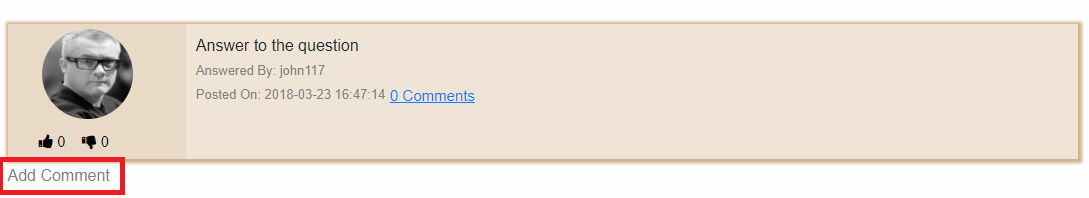 Answer to the question
Answered By: john117
Posted On: 2018-03-23 16:47:14 0 Comments
0 0
Add Comment